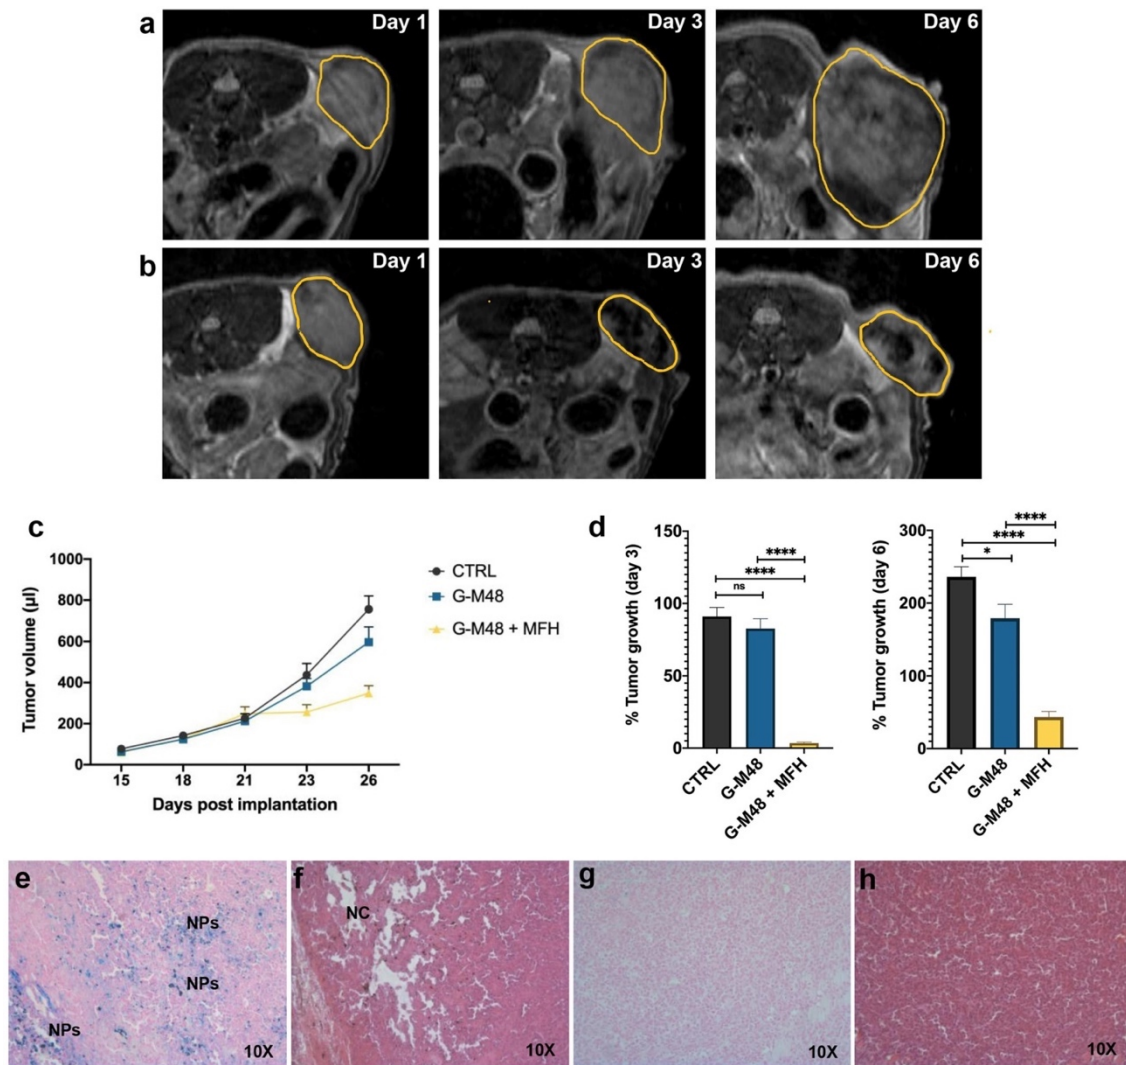 a
Day 1
Day 3
Day 6
b
Day 1
Day 3
Day 6
c
Tumor volume (µl)
1000
800
600
400
200
0
15 18 21 23 26
Days post implantation
CTRL
G-M48
G-M48 + MFH
d
% Tumor growth (day 3)
150
100
50
0
****
****
ns
CTRL
G-M48
G-M48 + MFH
% Tumor growth (day 6)
300
200
100
0
****
****
*
CTRL
G-M48
G-M48 + MFH
e
NPs
NPs
NPs
10X
f
NC
10X
g
10X
h
10X